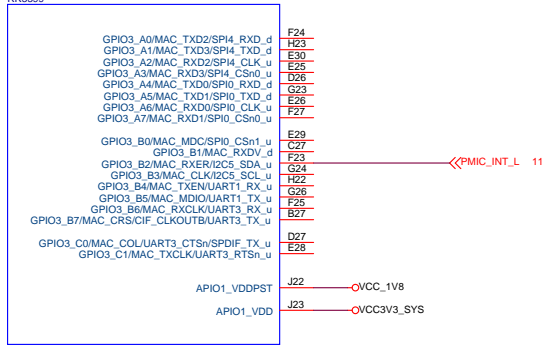 GPIO3_A0/MAC_TXD2/SPI4_RXD_d F24
GPIO3_A1/MAC_TXD3/SPI4_TXD_d H23
GPIO3_A2/MAC_RXD2/SPI4_CLK_u E30
GPIO3_A3/MAC_RXD3/SPI4_CSn0_u E25
GPIO3_A4/MAC_TXD0/SPI0_RXD_d D26
GPIO3_A5/MAC_TXD1/SPI0_TXD_d G23
GPIO3_A6/MAC_RXD0/SPI0_CLK_u E26
GPIO3_A7/MAC_RXD1/SPI0_CSn0_u F27
GPIO3_B0/MAC_MDC/SPI0_CSn1_u E29
GPIO3_B1/MAC_RXDV_d C27
GPIO3_B2/MAC_RXER/I2C5_SDA_u F23 PMIC_INT_L 11
GPIO3_B3/MAC_CLK/I2C5_SCL_u G24
GPIO3_B4/MAC_TXEN/UART1_RX_u H22
GPIO3_B5/MAC_MDIO/UART1_TX_u G26
GPIO3_B6/MAC_RXCLK/UART3_RX_u F25
GPIO3_B7/MAC_CRS/CIF_CLKOUTB/UART3_TX_u B27
GPIO3_C0/MAC_COL/UART3_CTSn/SPDIF_TX_u D27
GPIO3_C1/MAC_TXCLK/UART3_RTSn_u E28
APIO1_VDDPST J22 VCC_1V8
APIO1_VDD J23 VCC3V3_SYS